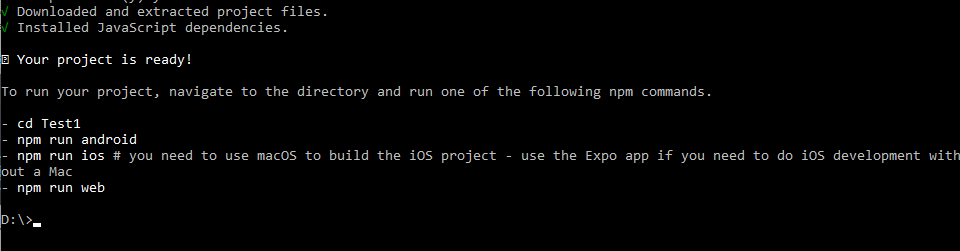 √ Downloaded and extracted project files.
√ Installed JavaScript dependencies.
Your project is ready!
To run your project, navigate to the directory and run one of the following npm commands.
- cd Test1
- npm run android
- npm run ios # you need to use macOS to build the iOS project - use the Expo app if you need to do iOS development with
out a Mac
- npm run web
D:\>